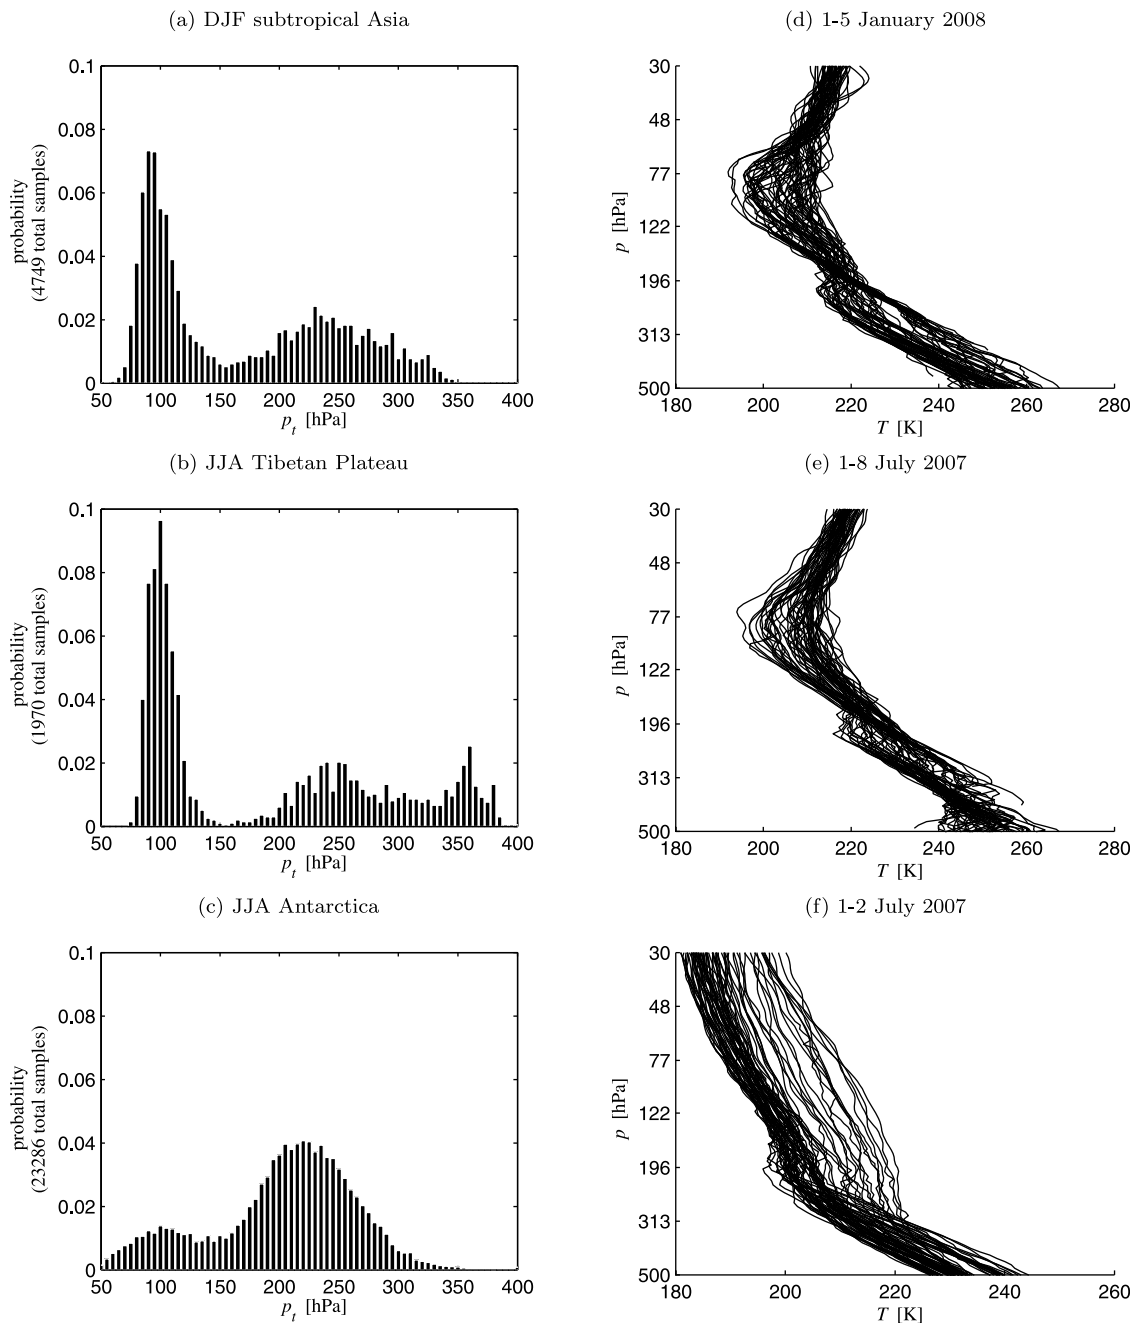 (a) DJF subtropical Asia
0.1
0.08
0.06
0.04
0.02
0
probability
(4749 total samples)
50 100 150 200 250 300 350 400
p_t [hPa]
(d) 1-5 January 2008
30
48
77
122
196
313
500
p [hPa]
180 200 220 240 260 280
T [K]
(b) JJA Tibetan Plateau
0.1
0.08
0.06
0.04
0.02
0
probability
(1970 total samples)
50 100 150 200 250 300 350 400
p_t [hPa]
(e) 1-8 July 2007
30
48
77
122
196
313
500
p [hPa]
180 200 220 240 260 280
T [K]
(c) JJA Antarctica
0.1
0.08
0.06
0.04
0.02
0
probability
(23286 total samples)
50 100 150 200 250 300 350 400
p_t [hPa]
(f) 1-2 July 2007
30
48
77
122
196
313
500
p [hPa]
180 200 220 240 260
T [K]